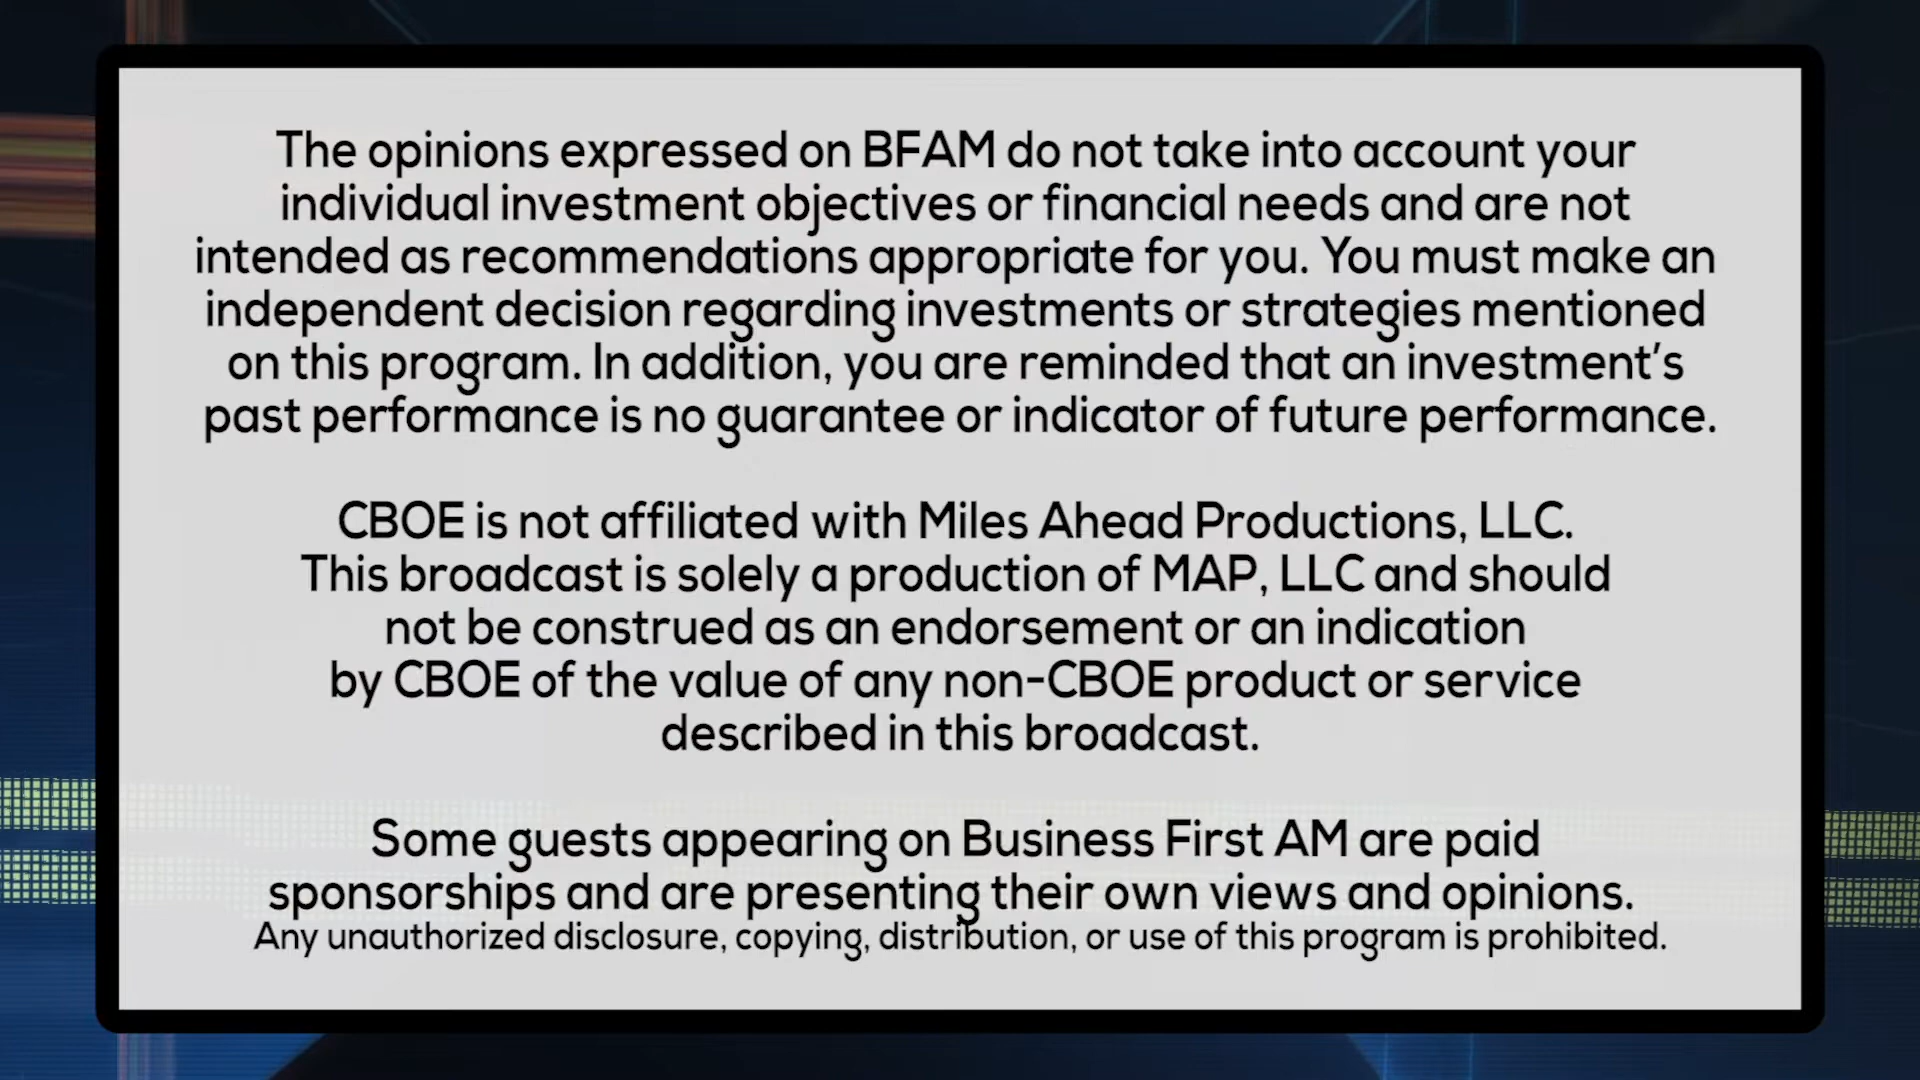 The opinions expressed on BFAM do not take into account your
individual investment objectives or financial needs and are not
intended as recommendations appropriate for you. You must make an
independent decision regarding investments or strategies mentioned
on this program. In addition, you are reminded that an investment’s
past performance is no guarantee or indicator of future performance.
CBOE is not affiliated with Miles Ahead Productions, LLC.
This broadcast is solely a production of MAP, LLC and should
not be construed as an endorsement or an indication
by CBOE of the value of any non-CBOE product or service
described in this broadcast.
Some guests appearing on Business First AM are paid
sponsorships and are presenting their own views and opinions.
Any unauthorized disclosure, copying, distribution, or use of this program is prohibited.